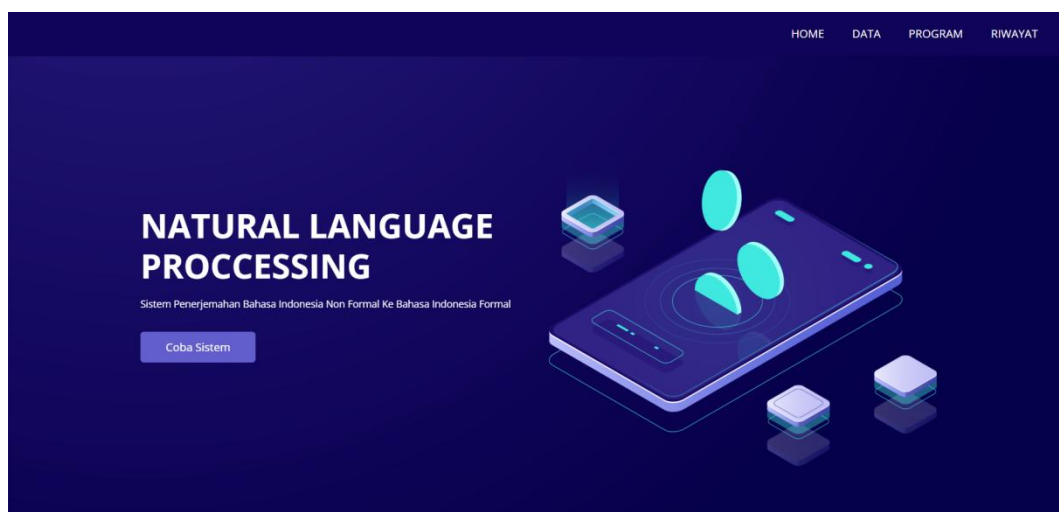 HOME DATA PROGRAM RIWAYAT
NATURAL LANGUAGE
PROCCESSING
Sistem Penerjemahan Bahasa Indonesia Non Formal Ke Bahasa Indonesia Formal
Coba Sistem